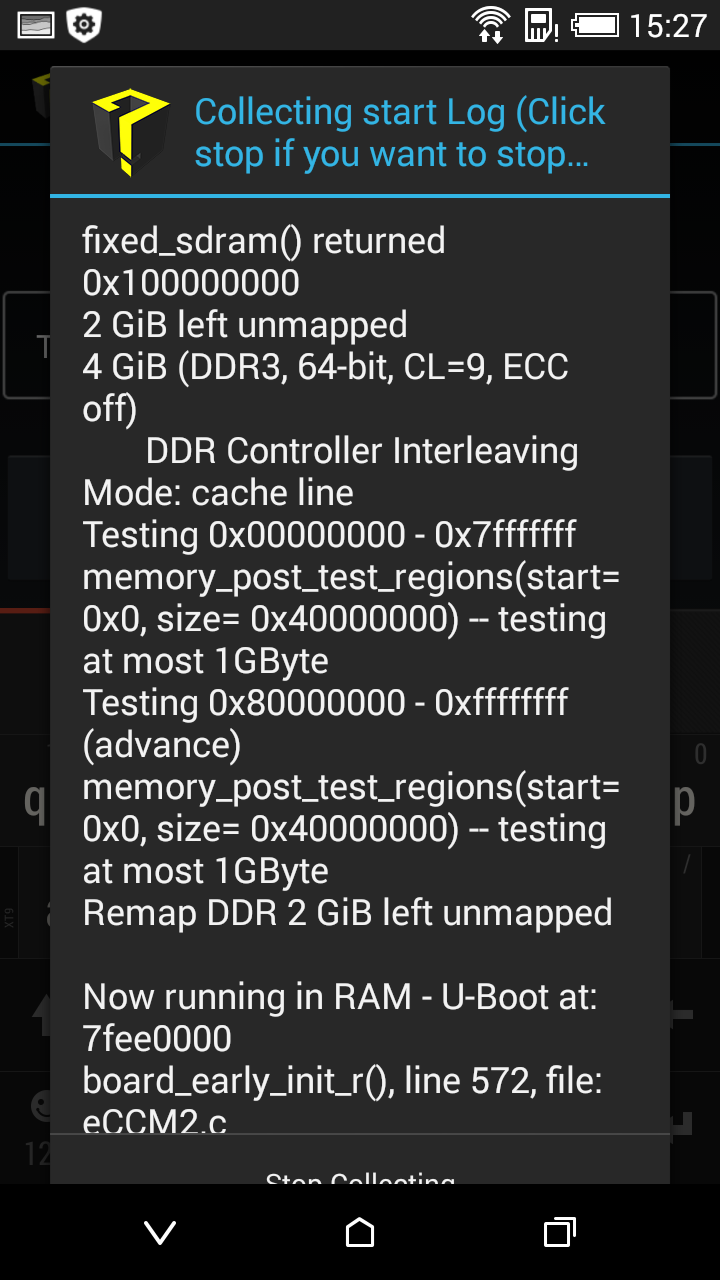 15:27
Collecting start Log (Click
stop if you want to stop...
fixed_sdram() returned
0x100000000
2 GiB left unmapped
4 GiB (DDR3, 64-bit, CL=9, ECC
off)
DDR Controller Interleaving
Mode: cache line
Testing 0x00000000 - 0x7fffffff
memory_post_test_regions(start=
0x0, size= 0x40000000) -- testing
at most 1GByte
Testing 0x80000000 - 0xffffffff
(advance)
memory_post_test_regions(start=
0x0, size= 0x40000000) -- testing
at most 1GByte
Remap DDR 2 GiB left unmapped
Now running in RAM - U-Boot at:
7fee0000
board_early_init_r(), line 572, file:
eCCM2.c
Stop Collecting
T
0
q
p
a
/
XT9
12